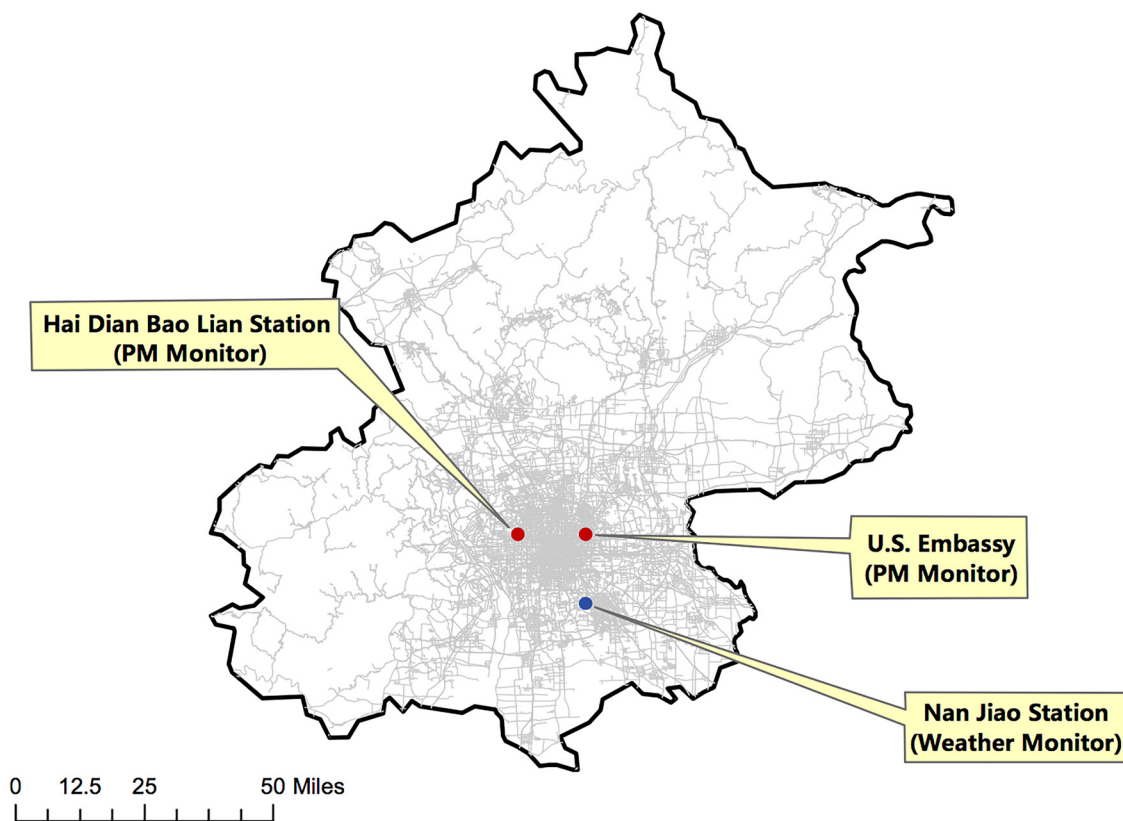 Hai Dian Bao Lian Station
(PM Monitor)
U.S. Embassy
(PM Monitor)
Nan Jiao Station
(Weather Monitor)
0 12.5 25 50 Miles